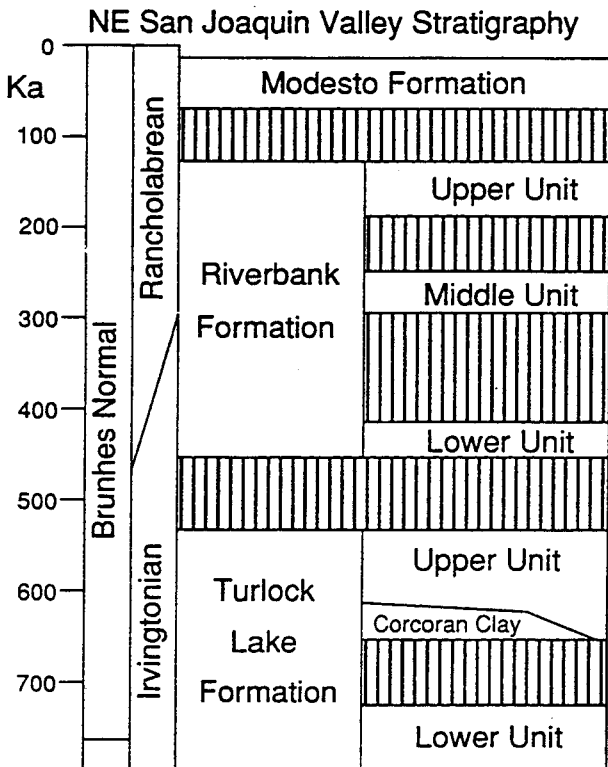 NE San Joaquin Valley Stratigraphy
0
Ka
100
200
300
400
500
600
700
Brunhes Normal
Rancholabrean
Irvingtonian
Modesto Formation
Riverbank
Formation
Upper Unit
Middle Unit
Lower Unit
Turlock
Lake
Formation
Upper Unit
Corcoran Clay
Lower Unit